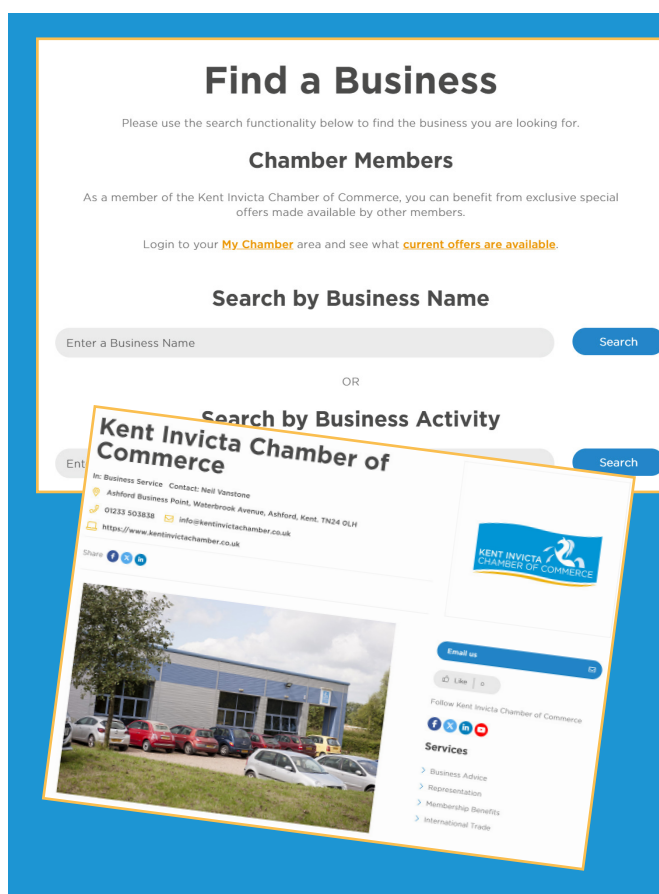 Find a Business
Please use the search functionality below to find the business you are looking for.
Chamber Members
As a member of the Kent Invicta Chamber of Commerce, you can benefit from exclusive special
offers made available by other members.
Login to your My Chamber area and see what current offers are available.
Search by Business Name
Enter a Business Name
Search
OR
Search by Business Activity
Ent
Search
Kent Invicta Chamber of
Commerce
In: Business Service Contact: Neil Vanstone
Ashford Business Point, Waterbrook Avenue, Ashford, Kent. TN24 0LH
01233 503838 info@kentinvictachamber.co.uk
https://www.kentinvictachamber.co.uk
Share
KENT INVICTA
CHAMBER OF COMMERCE
Email us
Like 0
Follow Kent Invicta Chamber of Commerce
Services
Business Advice
Representation
Membership Benefits
International Trade